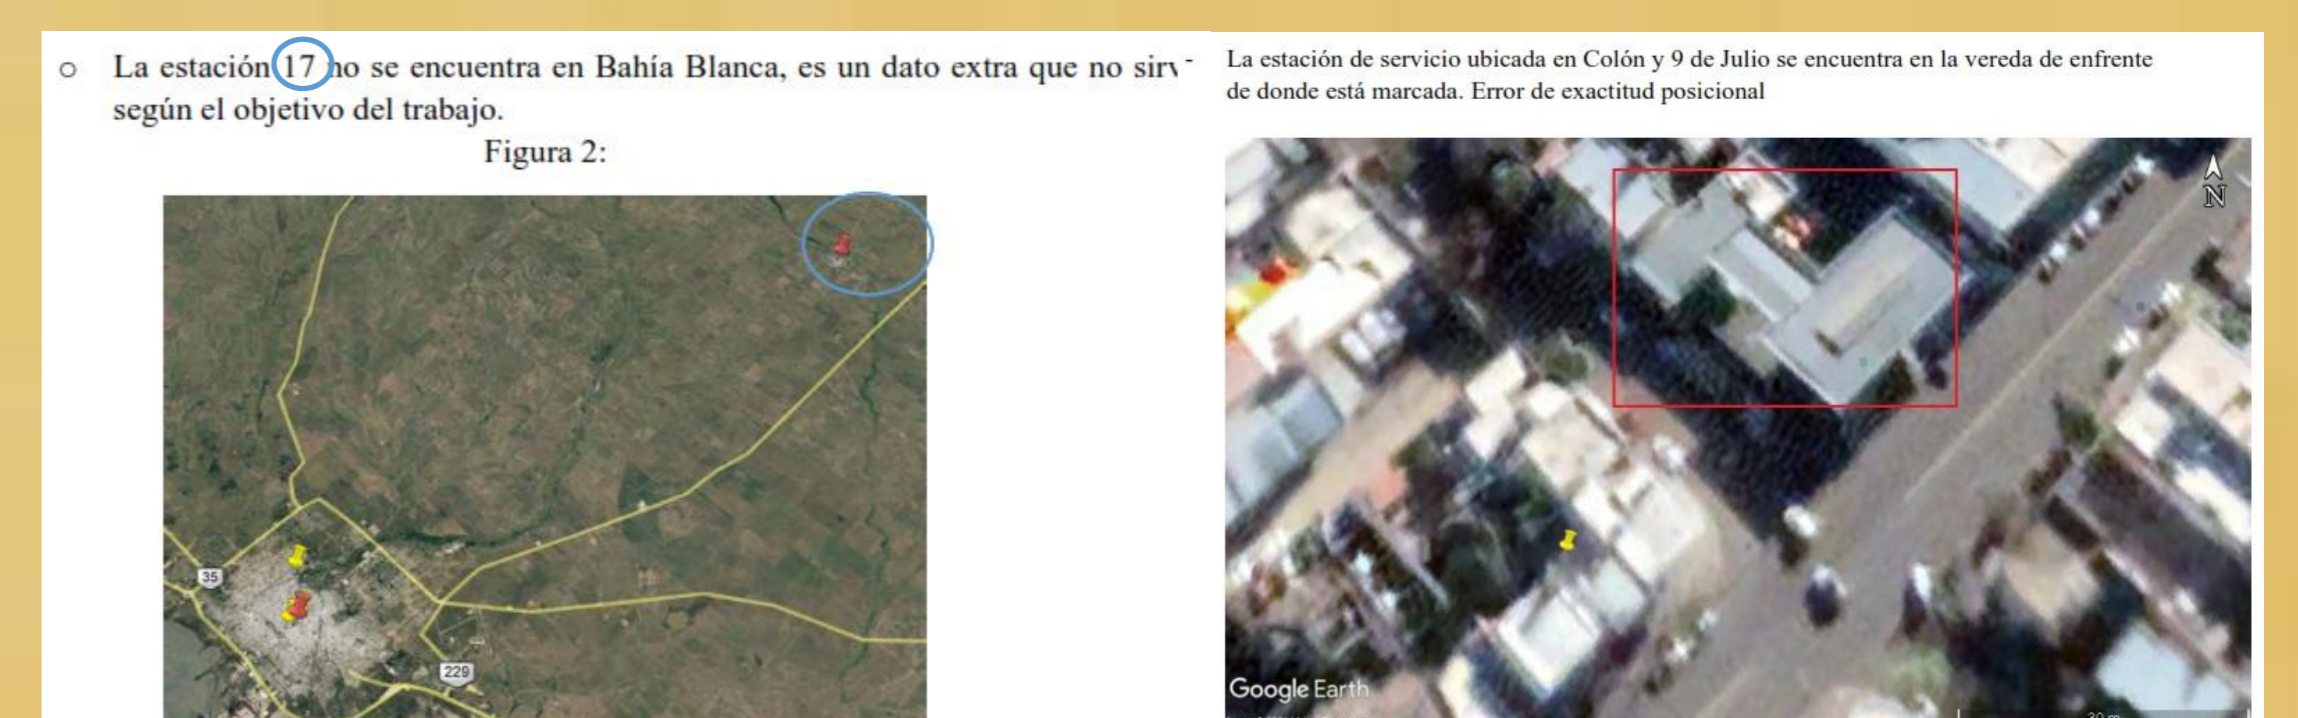 o La estación 17 no se encuentra en Bahía Blanca, es un dato extra que no
según el objetivo del trabajo.
Figura 2:
35
229
La estación de servicio ubicada en Colón y 9 de Julio se encuentra en la vereda de enfrente
de donde está marcada. Error de exactitud posicional
N
Google Earth